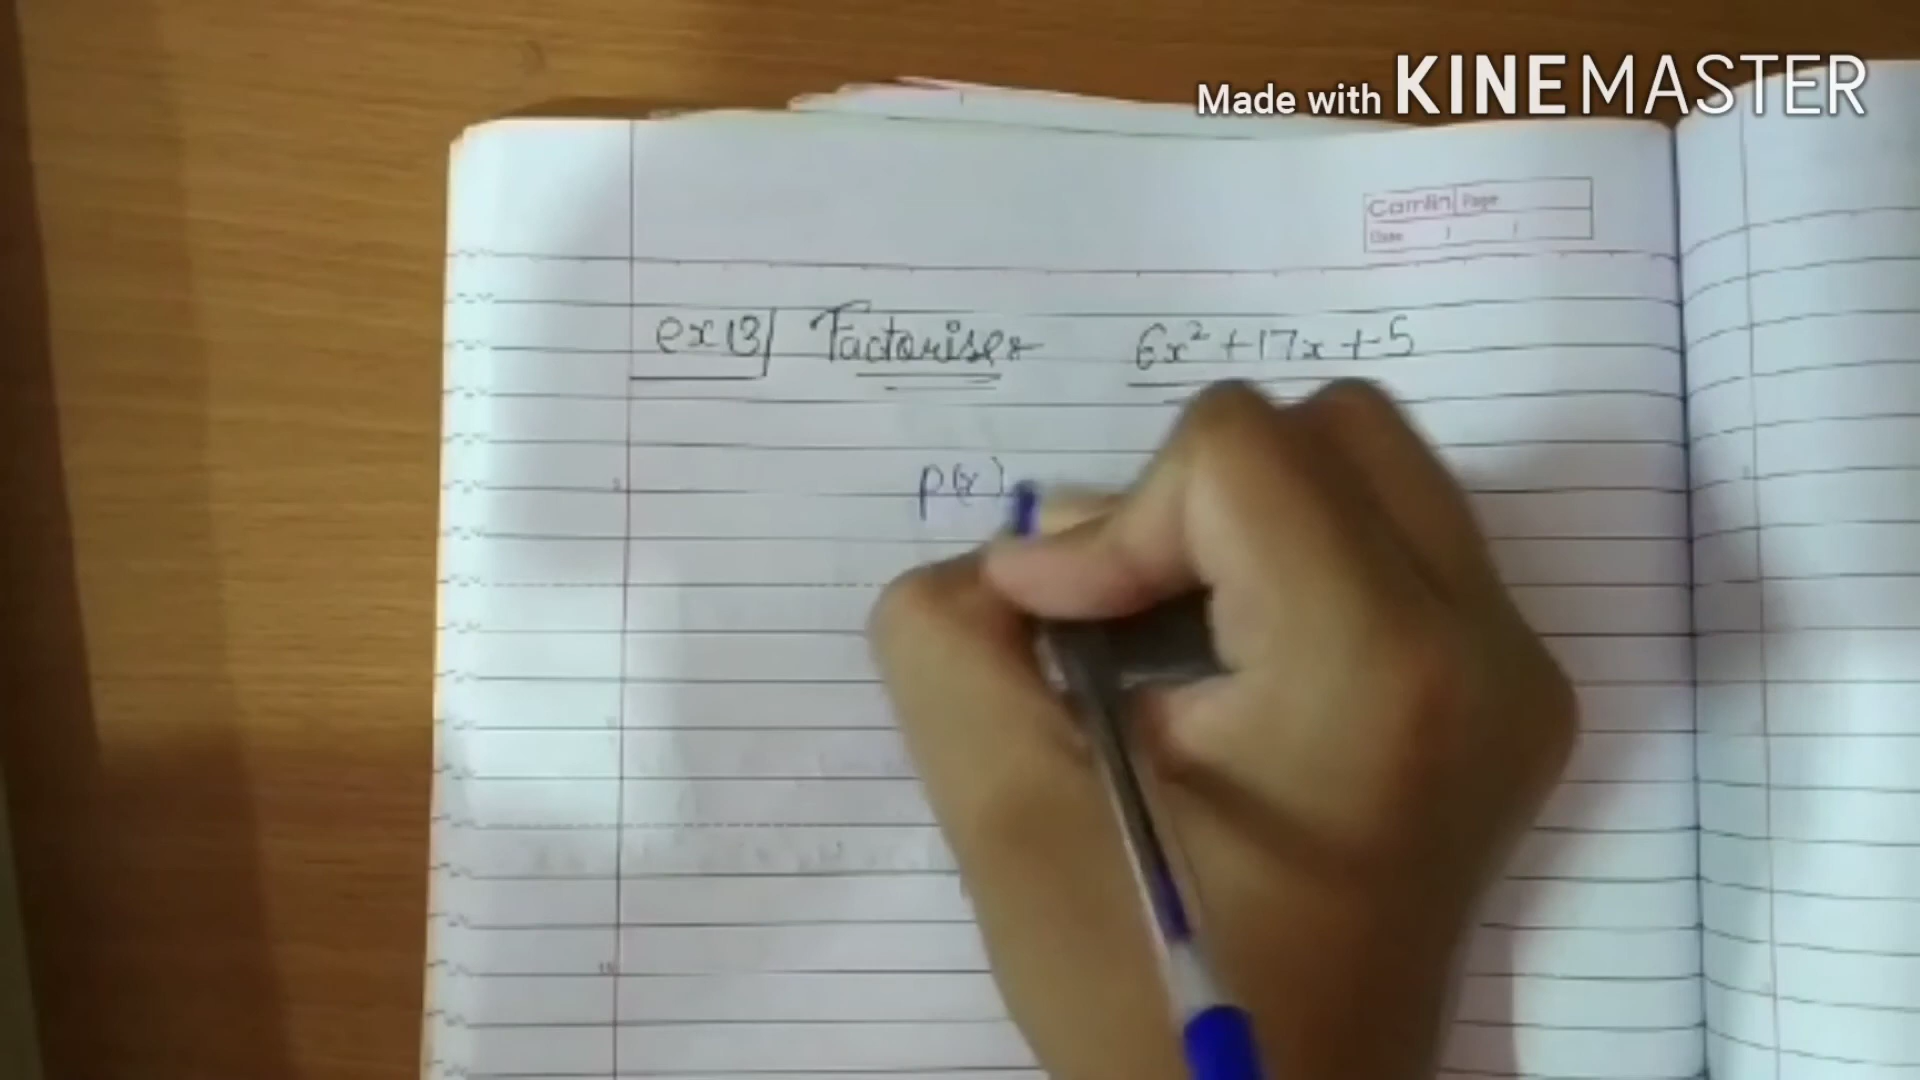 Made with KINEMASTER
Camlin Page
Date / /
ex 13 Factorise 6x² + 17x + 5
p(x)